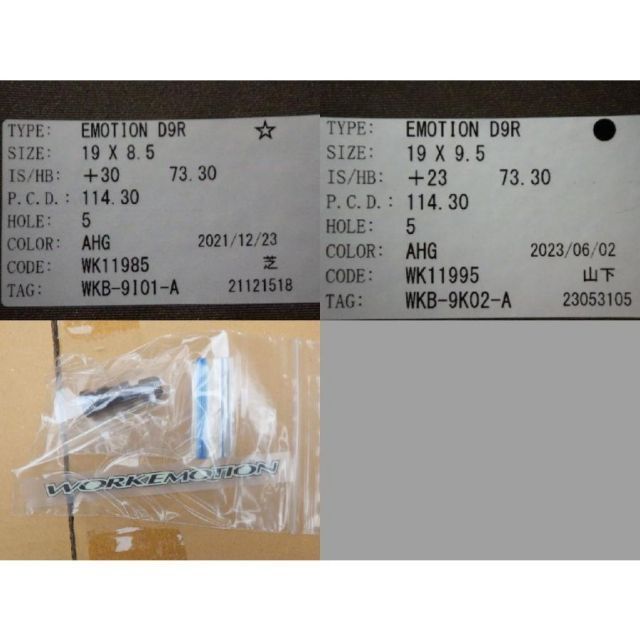 TYPE: EMOTION D9R ☆
SIZE: 19 X 8.5
IS/HB: +30 73.30
P.C.D.: 114.30
HOLE: 5
COLOR: AHG 2021/12/23
CODE: WK11985 芝
TAG: WKB-9I01-A 21121518
TYPE: EMOTION D9R ●
SIZE: 19 X 9.5
IS/HB: +23 73.30
P.C.D.: 114.30
HOLE: 5
COLOR: AHG 2023/06/02
CODE: WK11995 山下
TAG: WKB-9K02-A 23053105
WORKEMOTION